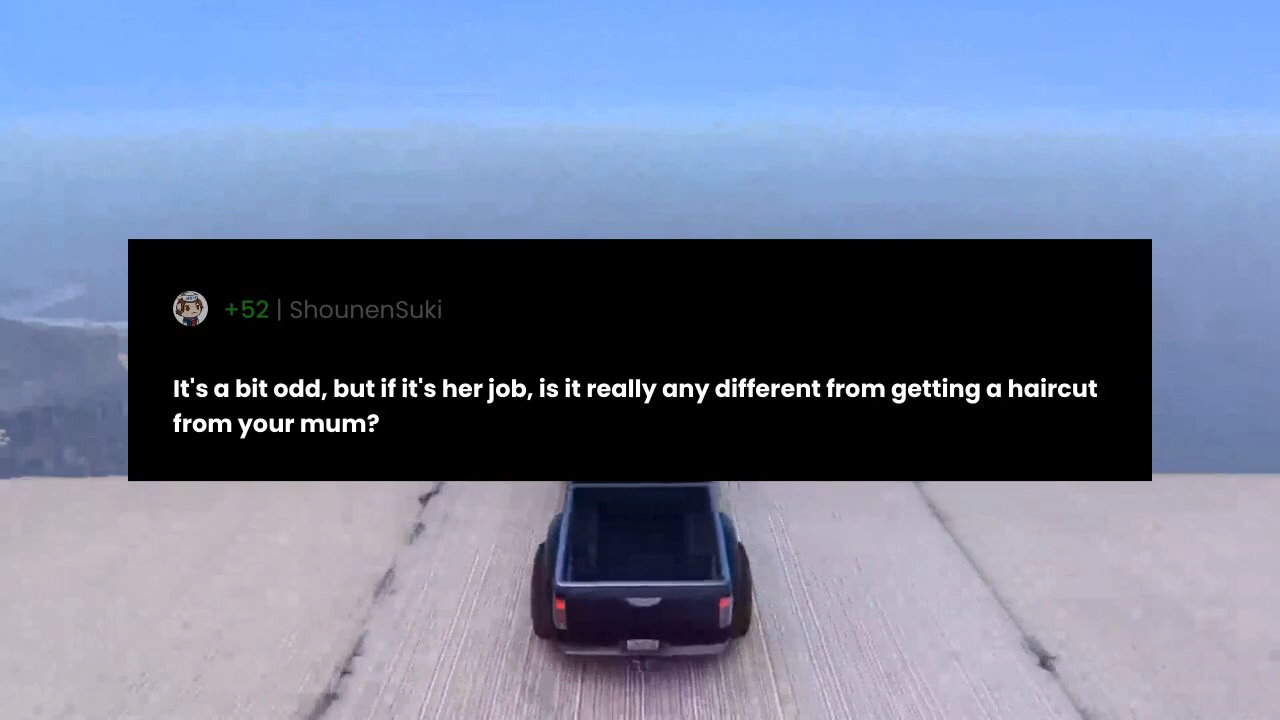 +52 | ShounenSuki
It's a bit odd, but if it's her job, is it really any different from getting a haircut
from your mum?